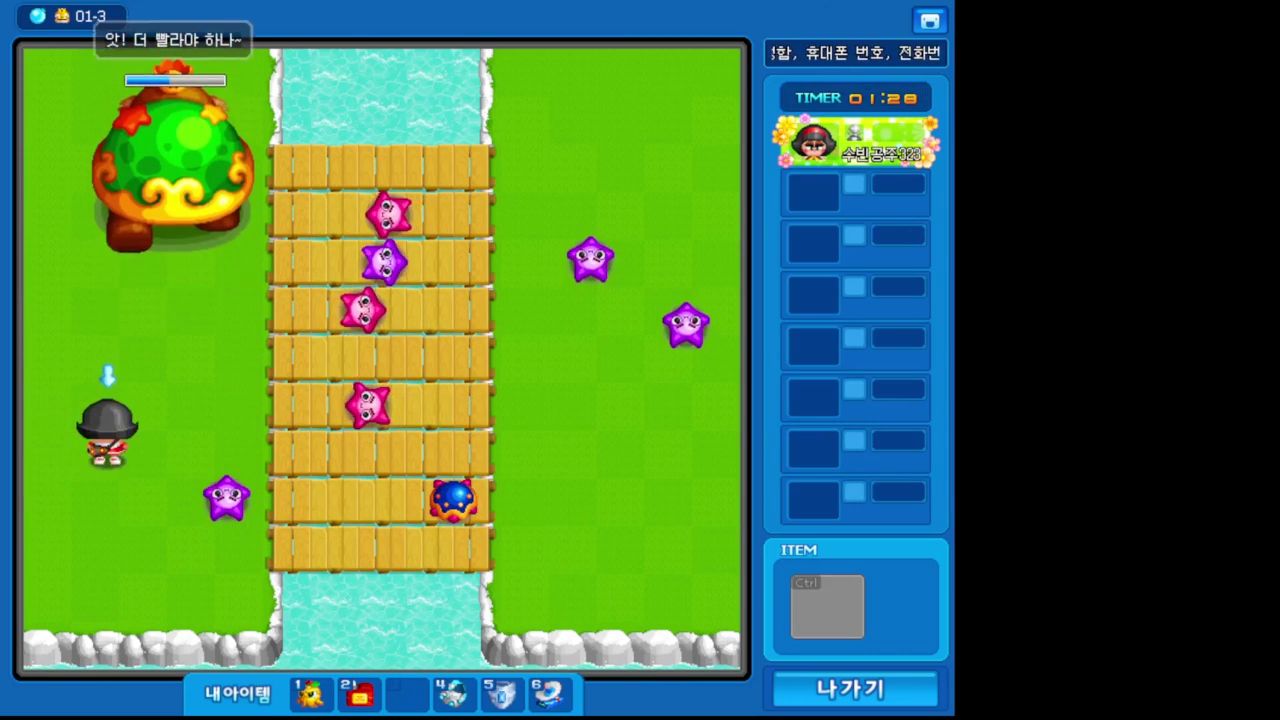 01-3
앗! 더 빨라야 하나~
함, 휴대폰 번호, 전화번
TIMER 01:28
수빈공주323
ITEM
Ctrl
내아이템
1
2
4
5
6
나가기